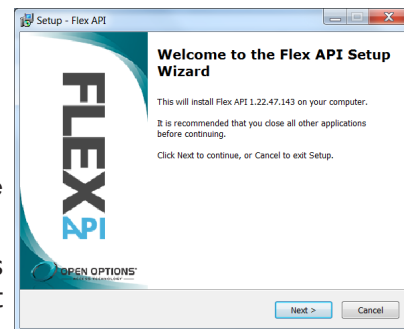 Setup - Flex API
Welcome to the Flex API Setup
Wizard
This will install Flex API 1.22.47.143 on your computer.
It is recommended that you close all other applications
before continuing.
Click Next to continue, or Cancel to exit Setup.
FLEX
API
OPEN OPTIONS
Next >
Cancel